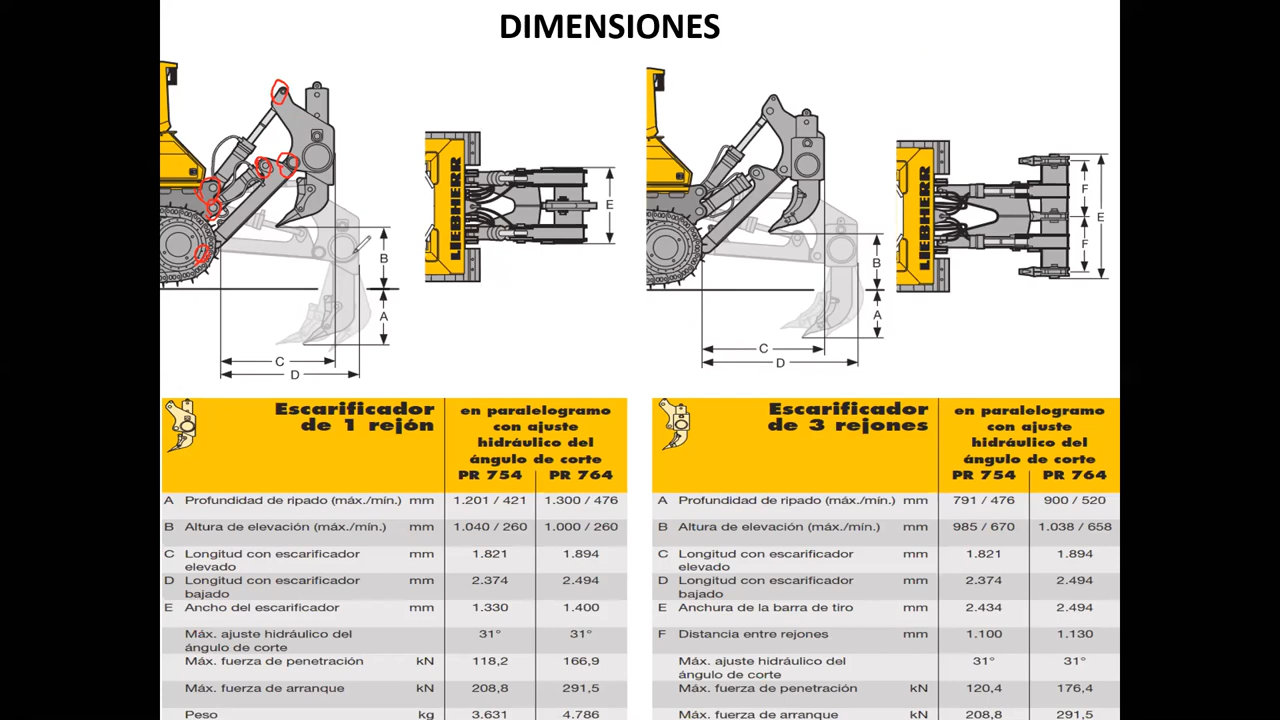 DIMENSIONES
B
A
C
D
LIEBHERR
E
B
A
C
D
LIEBHERR
F
E
F
Escarificador
de 1 rejón
en paralelogramo
con ajuste
hidráulico del
ángulo de corte
PR 754 PR 764
A Profundidad de ripado (máx./mín.) mm 1.201 / 421 1.300 / 476
B Altura de elevación (máx./mín.) mm 1.040 / 260 1.000 / 260
C Longitud con escarificador mm 1.821 1.894
elevado
D Longitud con escarificador mm 2.374 2.494
bajado
E Ancho del escarificador mm 1.330 1.400
Máx. ajuste hidráulico del 31° 31°
ángulo de corte
Máx. fuerza de penetración kN 118,2 166,9
Máx. fuerza de arranque kN 208,8 291,5
Peso kg 3.631 4.786
Escarificador
de 3 rejones
en paralelogramo
con ajuste
hidráulico del
ángulo de corte
PR 754 PR 764
A Profundidad de ripado (máx./mín.) mm 791 / 476 900 / 520
B Altura de elevación (máx./mín.) mm 985 / 670 1.038 / 658
C Longitud con escarificador mm 1.821 1.894
elevado
D Longitud con escarificador mm 2.374 2.494
bajado
E Anchura de la barra de tiro mm 2.434 2.494
F Distancia entre rejones mm 1.100 1.130
Máx. ajuste hidráulico del 31° 31°
ángulo de corte
Máx. fuerza de penetración kN 120,4 176,4
Máx. fuerza de arranque kN 208,8 291,5